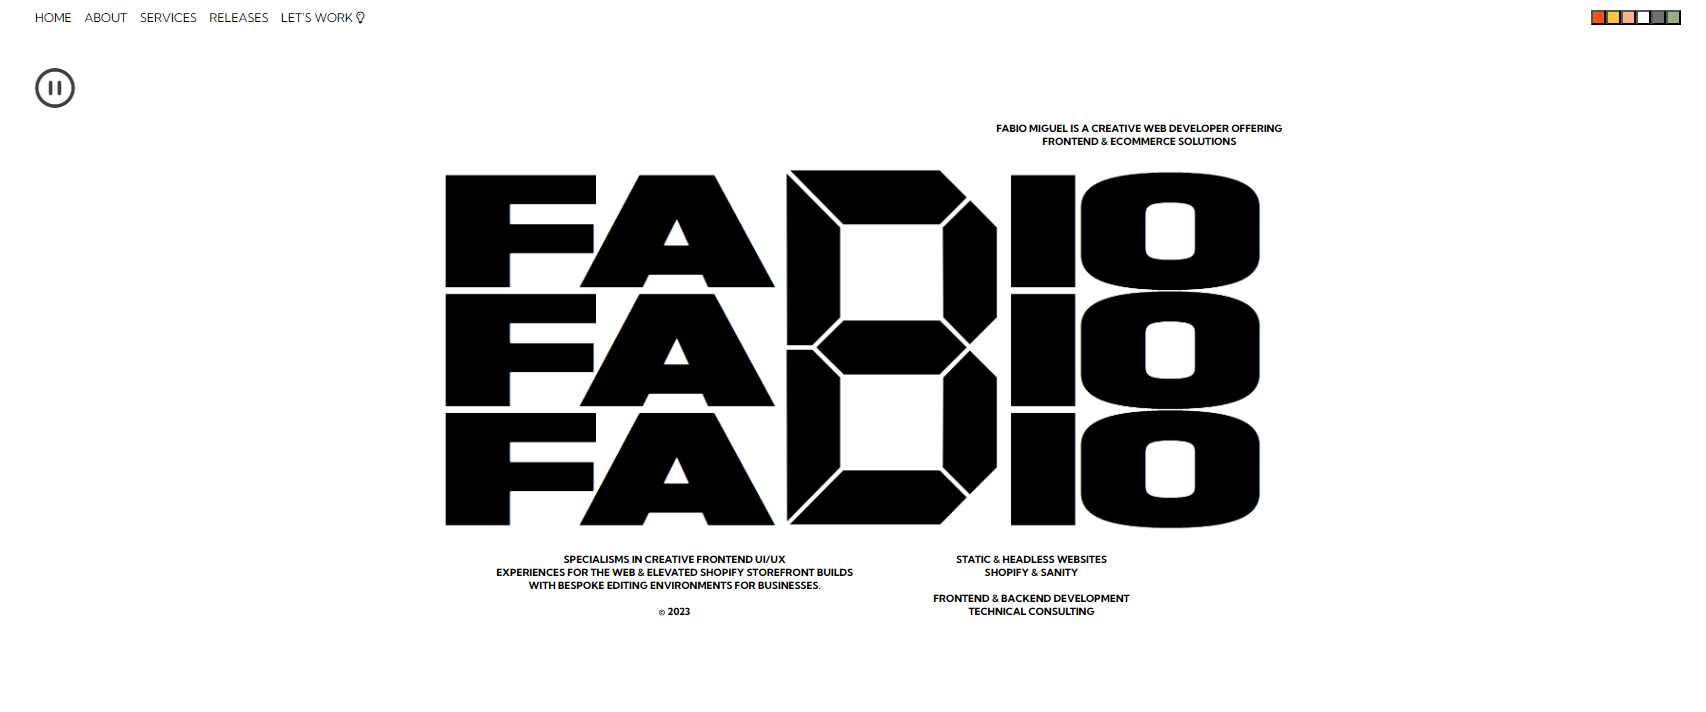 HOME ABOUT SERVICES RELEASES LET'S WORK
FABIO MIGUEL IS A CREATIVE WEB DEVELOPER OFFERING
FRONTEND & ECOMMERCE SOLUTIONS
FABIO
FABIO
FABIO
SPECIALISMS IN CREATIVE FRONTEND UI/UX
EXPERIENCES FOR THE WEB & ELEVATED SHOPIFY STOREFRONT BUILDS
WITH BESPOKE EDITING ENVIRONMENTS FOR BUSINESSES.
© 2023
STATIC & HEADLESS WEBSITES
SHOPIFY & SANITY
FRONTEND & BACKEND DEVELOPMENT
TECHNICAL CONSULTING